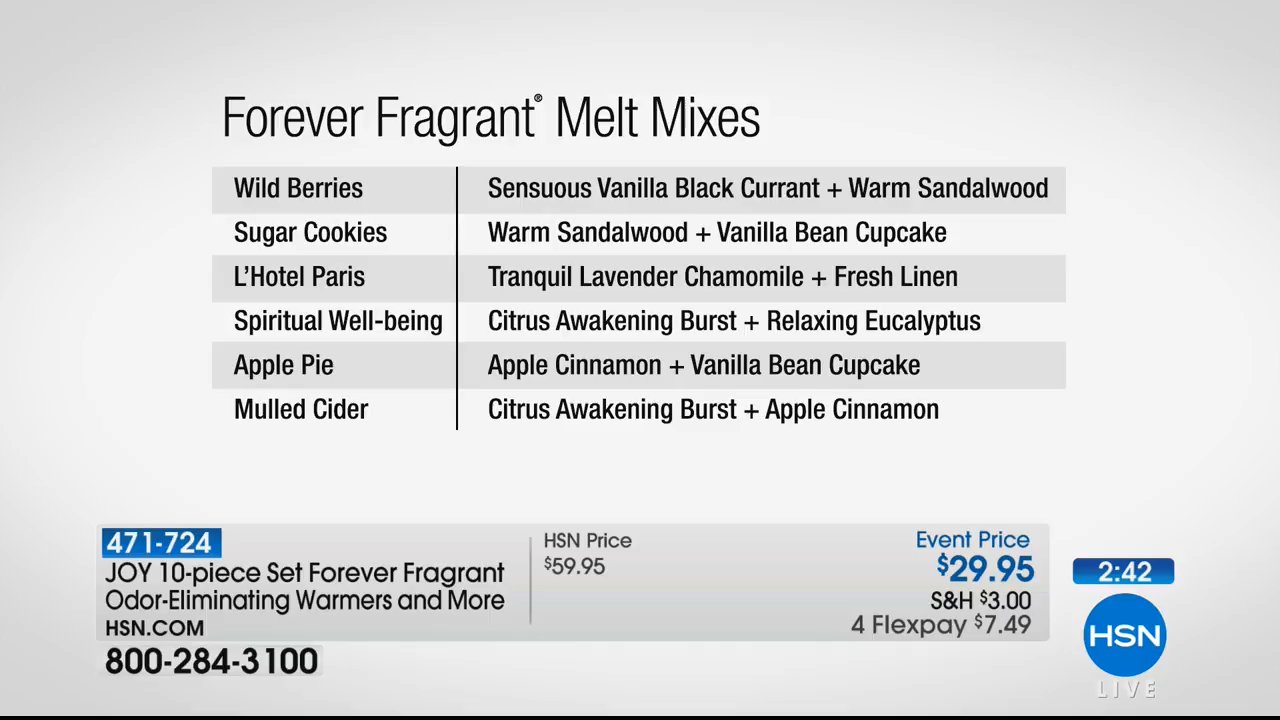 Forever Fragrant® Melt Mixes
Wild Berries Sensuous Vanilla Black Currant + Warm Sandalwood
Sugar Cookies Warm Sandalwood + Vanilla Bean Cupcake
L’Hotel Paris Tranquil Lavender Chamomile + Fresh Linen
Spiritual Well-being Citrus Awakening Burst + Relaxing Eucalyptus
Apple Pie Apple Cinnamon + Vanilla Bean Cupcake
Mulled Cider Citrus Awakening Burst + Apple Cinnamon
471-724
JOY 10-piece Set Forever Fragrant
Odor-Eliminating Warmers and More
HSN.COM
800-284-3100
HSN Price
$59.95
Event Price
$29.95
S&H $3.00
4 Flexpay $7.49
2:42
HSN
LIVE